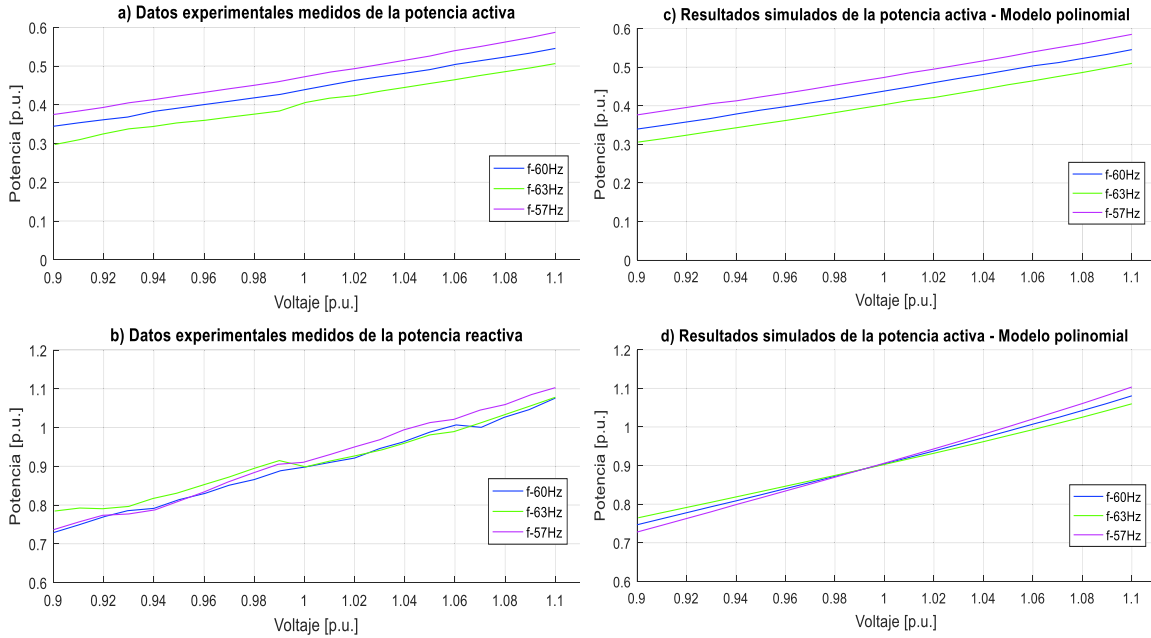 a) Datos experimentales medidos de la potencia activa
0.6
0.5
0.4
0.3
0.2
0.1
0
Potencia [p.u.]
f-60Hz
f-63Hz
f-57Hz
0.9 0.92 0.94 0.96 0.98 1 1.02 1.04 1.06 1.08 1.1
Voltaje [p.u.]
c) Resultados simulados de la potencia activa - Modelo polinomial
0.6
0.5
0.4
0.3
0.2
0.1
0
Potencia [p.u.]
f-60Hz
f-63Hz
f-57Hz
0.9 0.92 0.94 0.96 0.98 1 1.02 1.04 1.06 1.08 1.1
Voltaje [p.u.]
b) Datos experimentales medidos de la potencia reactiva
1.2
1.1
1
0.9
0.8
0.7
0.6
Potencia [p.u.]
f-60Hz
f-63Hz
f-57Hz
0.9 0.92 0.94 0.96 0.98 1 1.02 1.04 1.06 1.08 1.1
Voltaje [p.u.]
d) Resultados simulados de la potencia activa - Modelo polinomial
1.2
1.1
1
0.9
0.8
0.7
0.6
Potencia [p.u.]
f-60Hz
f-63Hz
f-57Hz
0.9 0.92 0.94 0.96 0.98 1 1.02 1.04 1.06 1.08 1.1
Voltaje [p.u.]